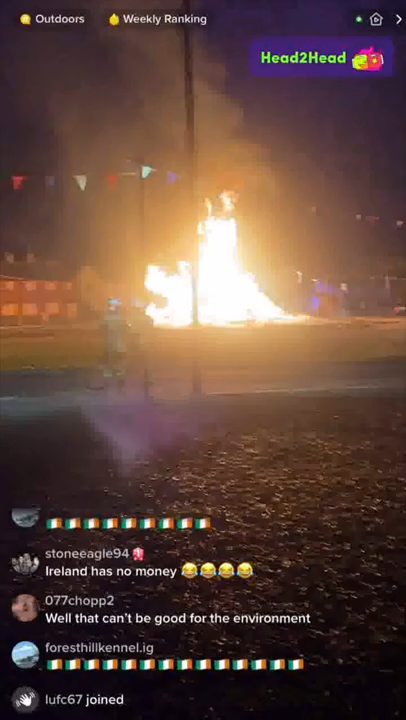 Outdoors
Weekly Ranking
Head2Head
stoneeagle94
Ireland has no money 😂😂😂😂
077chopp2
Well that can't be good for the environment
foresthillkennel.ig
lufc67 joined